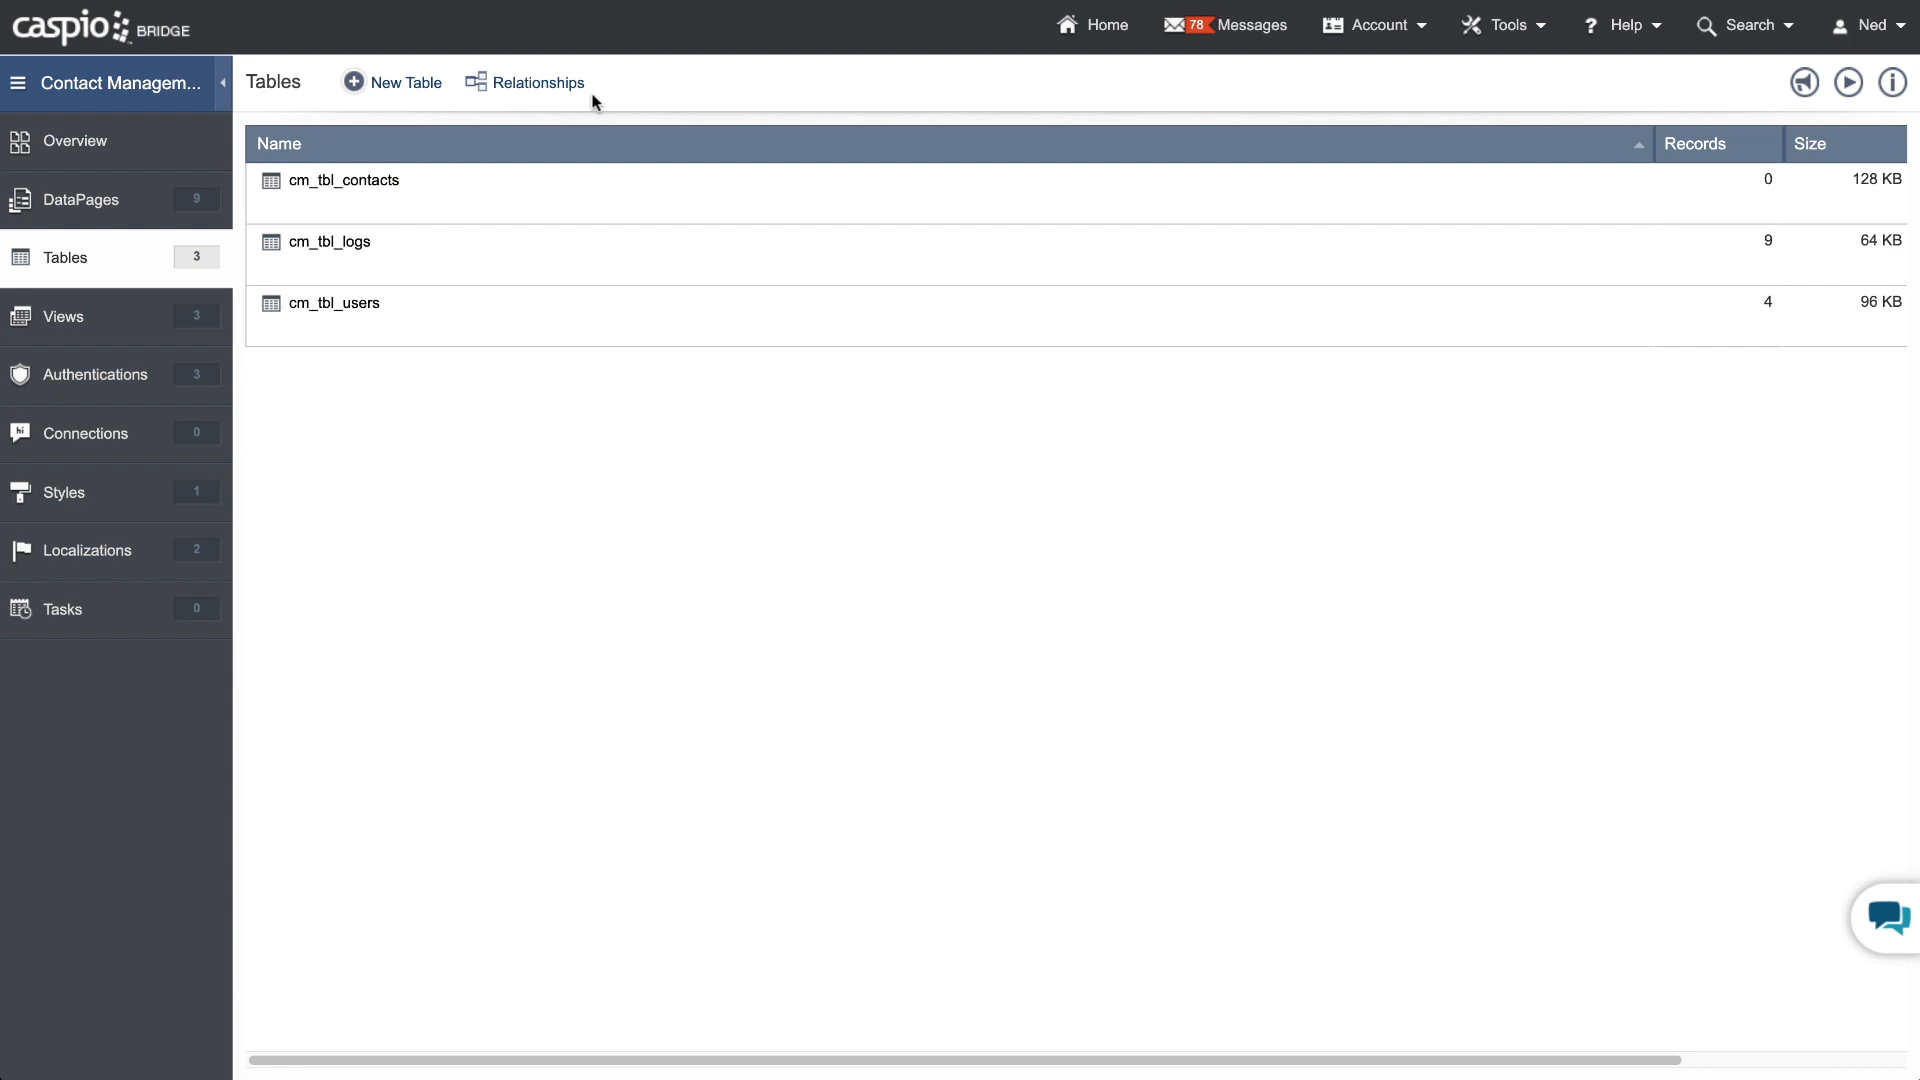 caspio BRIDGE
Home
78 Messages
Account
Tools
? Help
Search
Ned
Contact Managem...
Tables
New Table
Relationships
Overview
DataPages 9
Tables 3
Views 3
Authentications 3
hi Connections 0
Styles 1
Localizations 2
Tasks 0
Name Records Size
cm_tbl_contacts 0 128 KB
cm_tbl_logs 9 64 KB
cm_tbl_users 4 96 KB